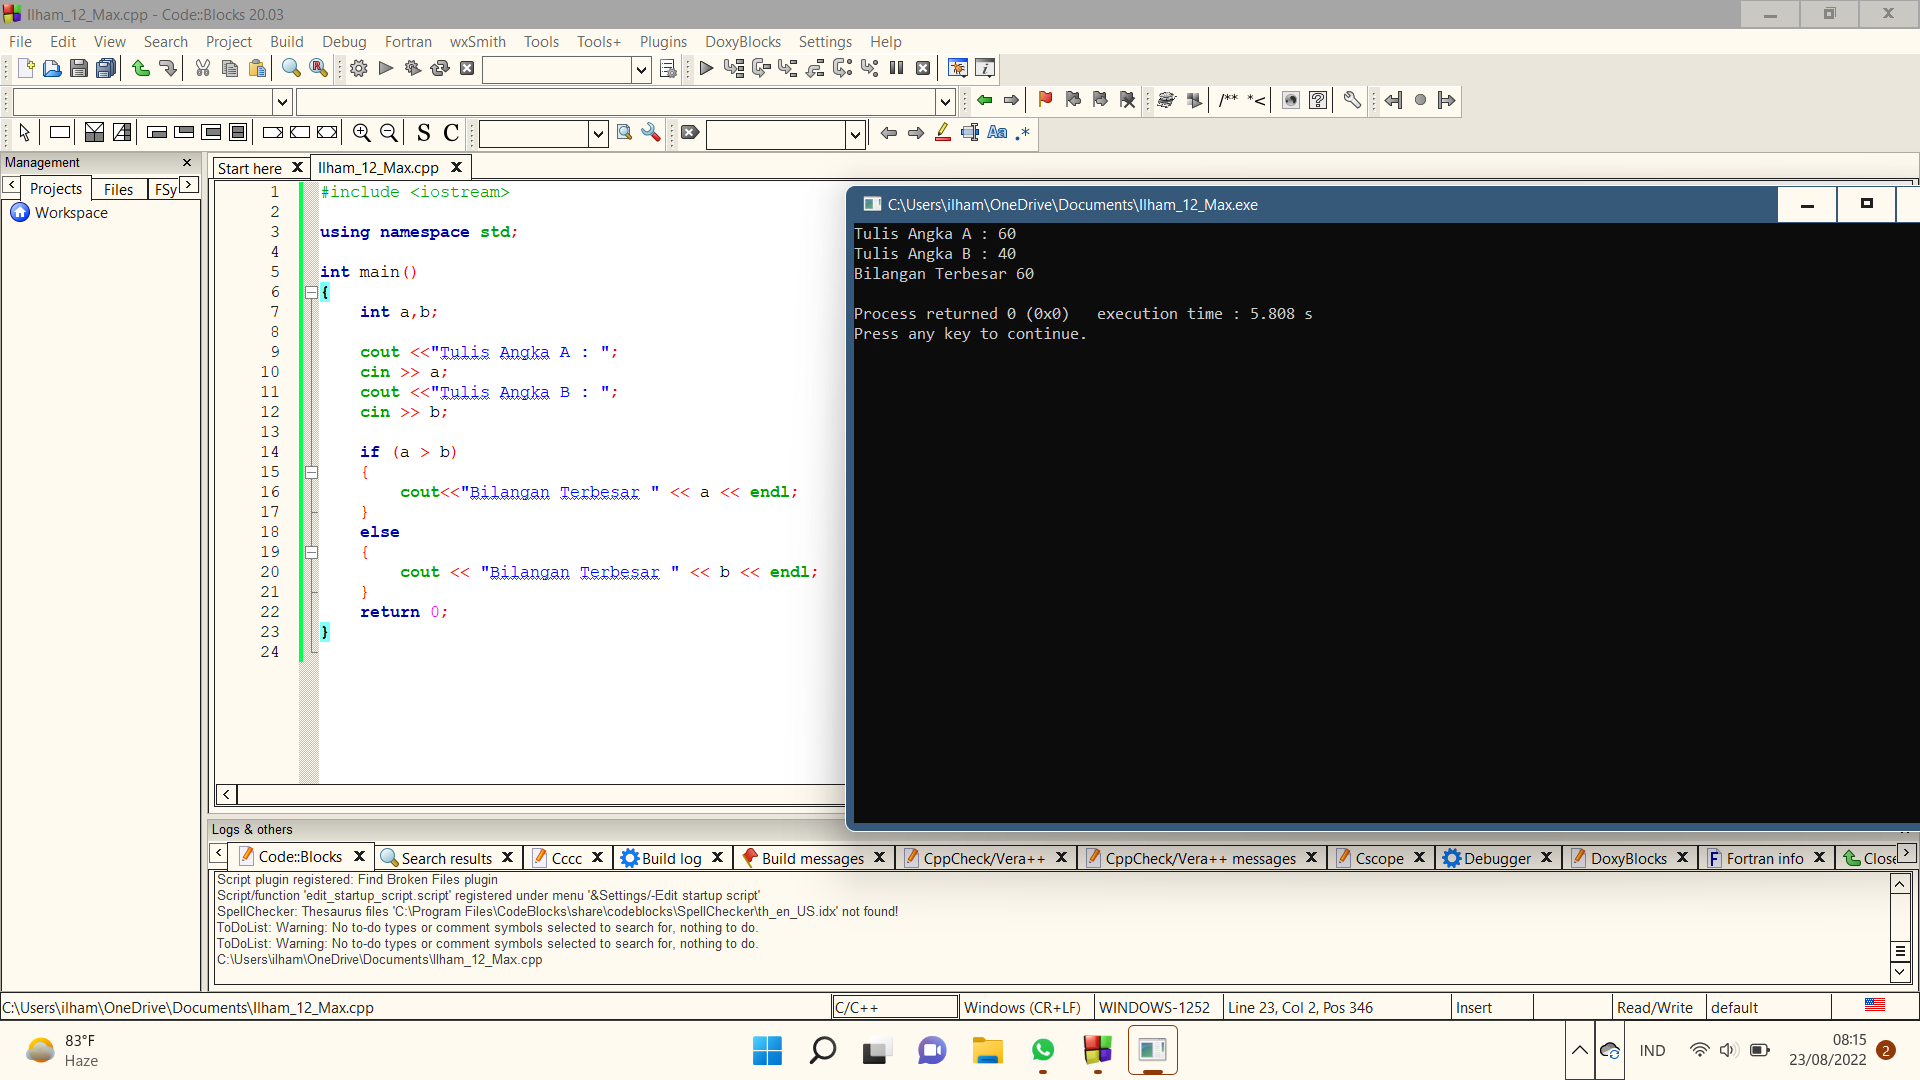 Ilham_12_Max.cpp - Code::Blocks 20.03
File Edit View Search Project Build Debug Fortran wxSmith Tools Tools+ Plugins DoxyBlocks Settings Help
/** *<
S C Aa .*
Management
Projects Files FSy
Workspace
Start here Ilham_12_Max.cpp
1 #include <iostream>
2
3 using namespace std;
4
5 int main()
6 {
7 int a,b;
8
9 cout <<"Tulis Angka A : ";
10 cin >> a;
11 cout <<"Tulis Angka B : ";
12 cin >> b;
13
14 if (a > b)
15 {
16 cout<<"Bilangan Terbesar " << a << endl;
17 }
18 else
19 {
20 cout << "Bilangan Terbesar " << b << endl;
21 }
22 return 0;
23 }
24
C:\Users\ilham\OneDrive\Documents\Ilham_12_Max.exe
Tulis Angka A : 60
Tulis Angka B : 40
Bilangan Terbesar 60
Process returned 0 (0x0) execution time : 5.808 s
Press any key to continue.
Logs & others
Code::Blocks Search results Cccc Build log Build messages CppCheck/Vera++ CppCheck/Vera++ messages Cscope Debugger DoxyBlocks Fortran info Close
Script plugin registered: Find Broken Files plugin
Script/function 'edit_startup_script.script' registered under menu '&Settings/-Edit startup script'
SpellChecker: Thesaurus files 'C:\Program Files\CodeBlocks\share\codeblocks\SpellChecker\th_en_US.idx' not found!
ToDoList: Warning: No to-do types or comment symbols selected to search for, nothing to do.
ToDoList: Warning: No to-do types or comment symbols selected to search for, nothing to do.
C:\Users\ilham\OneDrive\Documents\Ilham_12_Max.cpp
C:\Users\ilham\OneDrive\Documents\Ilham_12_Max.cpp C/C++ Windows (CR+LF) WINDOWS-1252 Line 23, Col 2, Pos 346 Insert Read/Write default
83°F
Haze
IND
08:15
23/08/2022
2